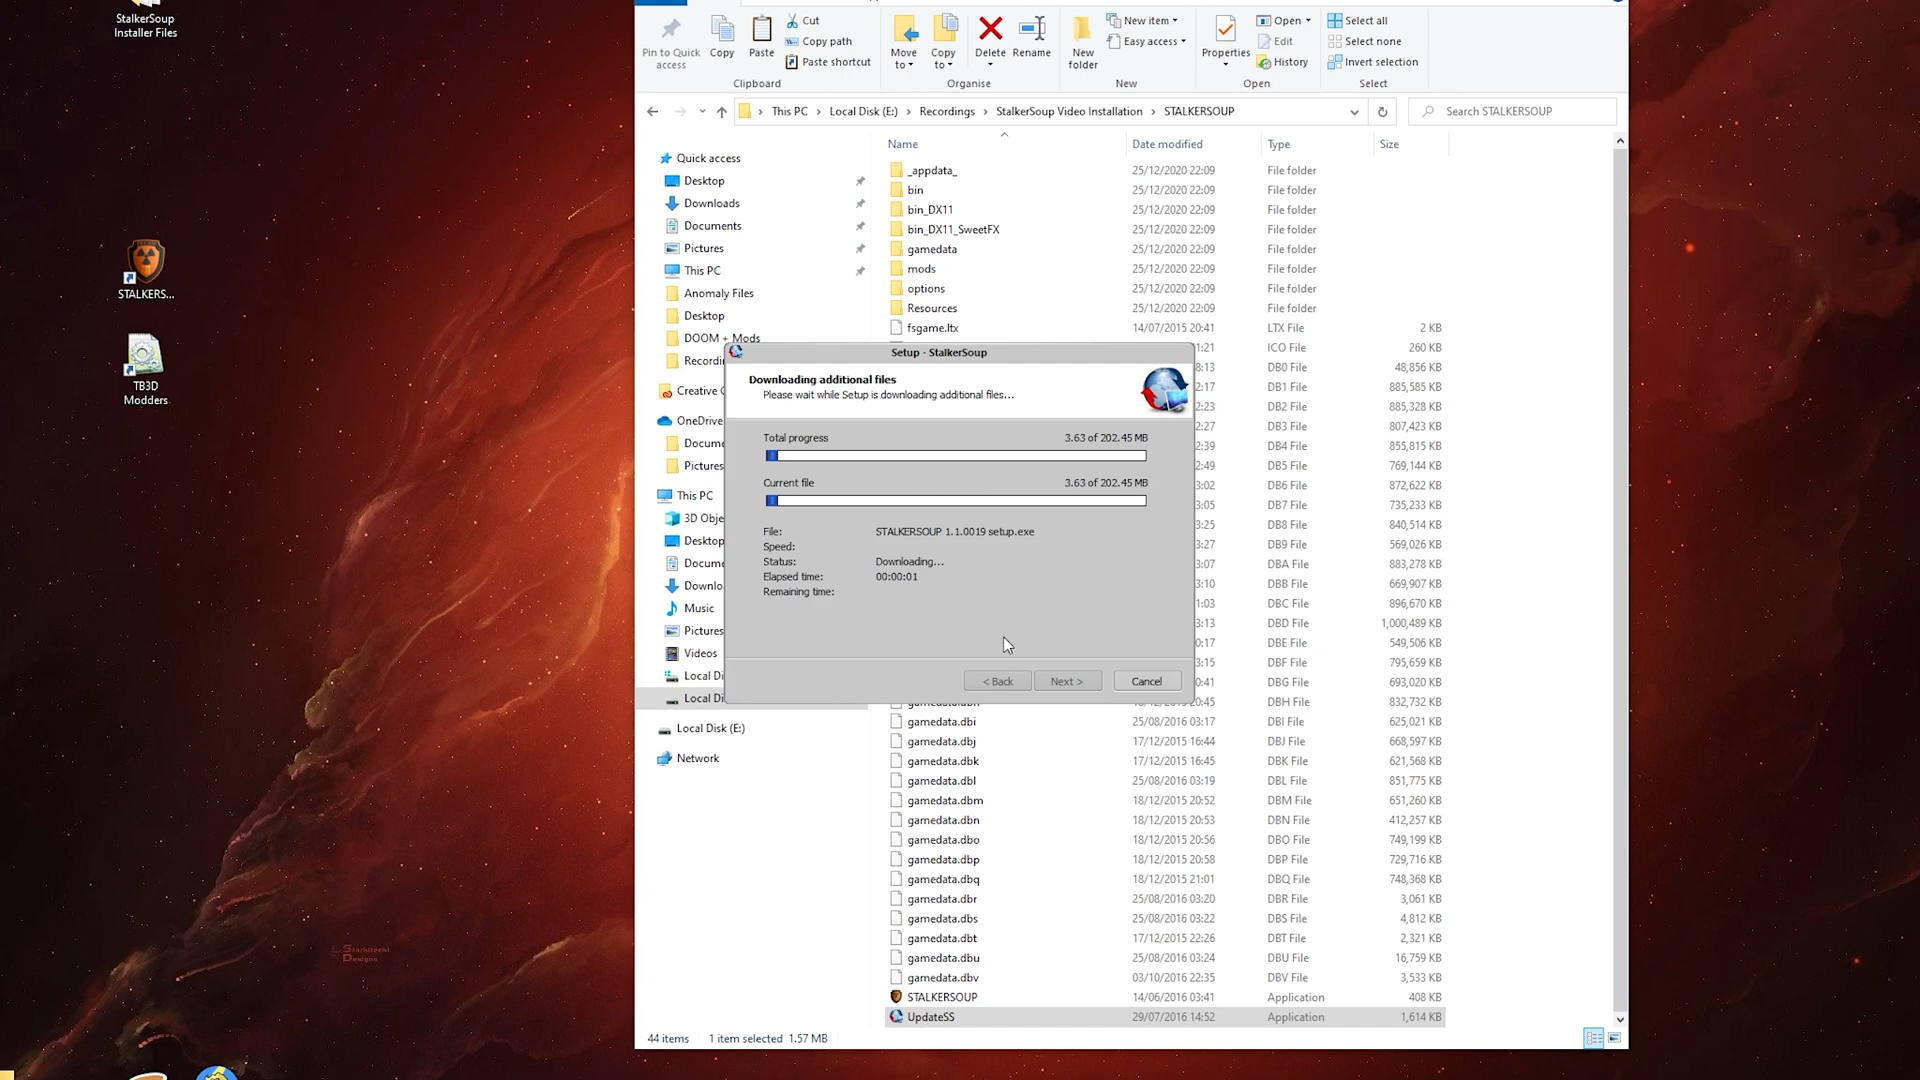 StalkerSoup
Installer Files
STALKERS...
TB3D
Modders
Starkitecht
Designs
Pin to Quick
access
Copy
Paste
Cut
Copy path
Paste shortcut
Clipboard
Move
to
Copy
to
Delete
Rename
Organise
New
folder
New item
Easy access
New
Properties
Open
Edit
History
Open
Select all
Select none
Invert selection
Select
This PC
Local Disk (E:)
Recordings
StalkerSoup Video Installation
STALKERSOUP
Search STALKERSOUP
Quick access
Desktop
Downloads
Documents
Pictures
This PC
Anomaly Files
Desktop
DOOM + Mods
Recordi
Creative C
OneDrive
Docume
Pictures
This PC
3D Obje
Desktop
Docume
Downlo
Music
Pictures
Videos
Local Di
Local Di
Local Disk (E:)
Network
Name Date modified Type Size
_appdata_ 25/12/2020 22:09 File folder
bin 25/12/2020 22:09 File folder
bin_DX11 25/12/2020 22:09 File folder
bin_DX11_SweetFX 25/12/2020 22:09 File folder
gamedata 25/12/2020 22:09 File folder
mods 25/12/2020 22:09 File folder
options 25/12/2020 22:09 File folder
Resources 25/12/2020 22:09 File folder
fsgame.ltx 14/07/2015 20:41 LTX File 2 KB
1:21 ICO File 260 KB
8:13 DB0 File 48,856 KB
2:17 DB1 File 885,585 KB
2:23 DB2 File 885,328 KB
2:27 DB3 File 807,423 KB
2:39 DB4 File 855,815 KB
2:49 DB5 File 769,144 KB
3:02 DB6 File 872,622 KB
3:05 DB7 File 735,233 KB
3:25 DB8 File 840,514 KB
3:27 DB9 File 569,026 KB
3:07 DBA File 883,278 KB
3:10 DBB File 669,907 KB
1:03 DBC File 896,670 KB
3:13 DBD File 1,000,489 KB
0:17 DBE File 549,506 KB
3:15 DBF File 795,659 KB
0:41 DBG File 693,020 KB
20:45 DBH File 832,732 KB
gamedata.dbi 25/08/2016 03:17 DBI File 625,021 KB
gamedata.dbj 17/12/2015 16:44 DBJ File 668,597 KB
gamedata.dbk 17/12/2015 16:45 DBK File 621,568 KB
gamedata.dbl 25/08/2016 03:19 DBL File 851,775 KB
gamedata.dbm 18/12/2015 20:52 DBM File 651,260 KB
gamedata.dbn 18/12/2015 20:53 DBN File 412,257 KB
gamedata.dbo 18/12/2015 20:56 DBO File 749,199 KB
gamedata.dbp 18/12/2015 20:58 DBP File 729,716 KB
gamedata.dbq 18/12/2015 21:01 DBQ File 748,368 KB
gamedata.dbr 25/08/2016 03:20 DBR File 3,061 KB
gamedata.dbs 25/08/2016 03:22 DBS File 4,812 KB
gamedata.dbt 17/12/2015 22:26 DBT File 2,321 KB
gamedata.dbu 25/08/2016 03:24 DBU File 16,759 KB
gamedata.dbv 03/10/2016 22:35 DBV File 3,533 KB
STALKERSOUP 14/06/2016 03:41 Application 408 KB
UpdateSS 29/07/2016 14:52 Application 1,614 KB
44 items 1 item selected 1.57 MB
Setup - StalkerSoup
Downloading additional files
Please wait while Setup is downloading additional files...
Total progress 3.63 of 202.45 MB
Current file 3.63 of 202.45 MB
File: STALKERSOUP 1.1.0019 setup.exe
Speed:
Status: Downloading...
Elapsed time: 00:00:01
Remaining time:
< Back
Next >
Cancel